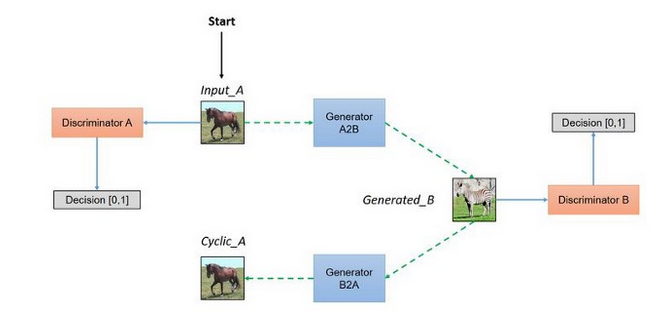 Start
Input_A
Discriminator A
Generator
A2B
Decision [0,1]
Decision [0,1]
Generated_B
Discriminator B
Cyclic_A
Generator
B2A